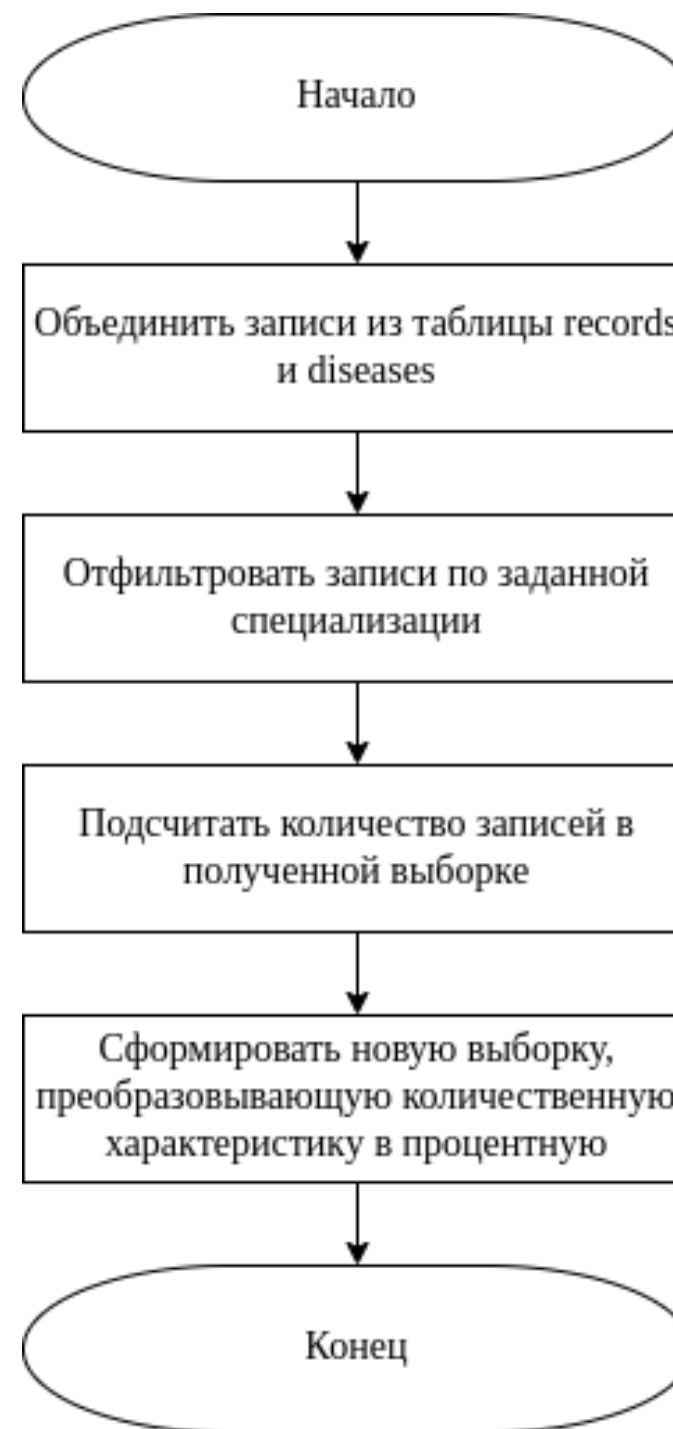 Начало
Объединить записи из таблицы records
и diseases
Отфильтровать записи по заданной
специализации
Подсчитать количество записей в
полученной выборке
Сформировать новую выборку,
преобразовывающую количественную
характеристику в процентную
Конец